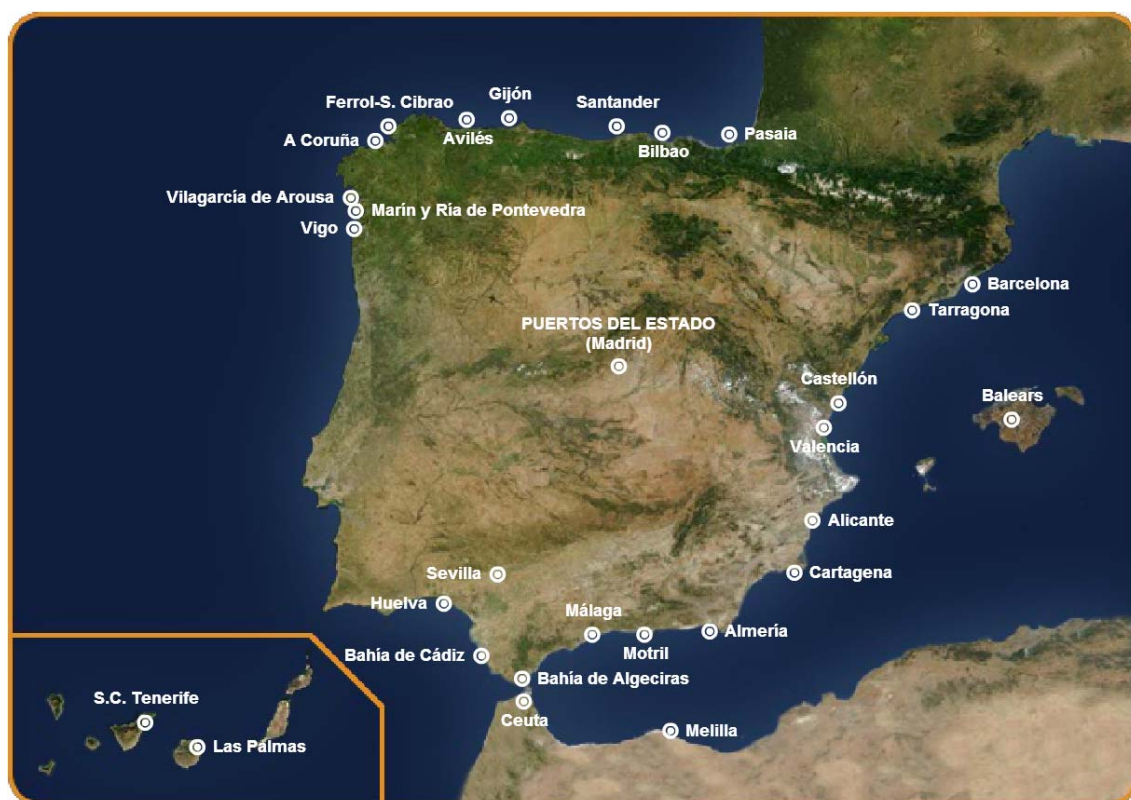 Gijón
Ferrol-S. Cibrao
Santander
Avilés
Bilbao
Pasaia
A Coruña
Vilagarcía de Arousa
Marín y Ría de Pontevedra
Vigo
Barcelona
Tarragona
PUERTOS DEL ESTADO
(Madrid)
Castellón
Balears
Valencia
Alicante
Sevilla
Cartagena
Huelva
Málaga
Almería
Motril
Bahía de Cádiz
Bahía de Algeciras
S.C. Tenerife
Ceuta
Melilla
Las Palmas